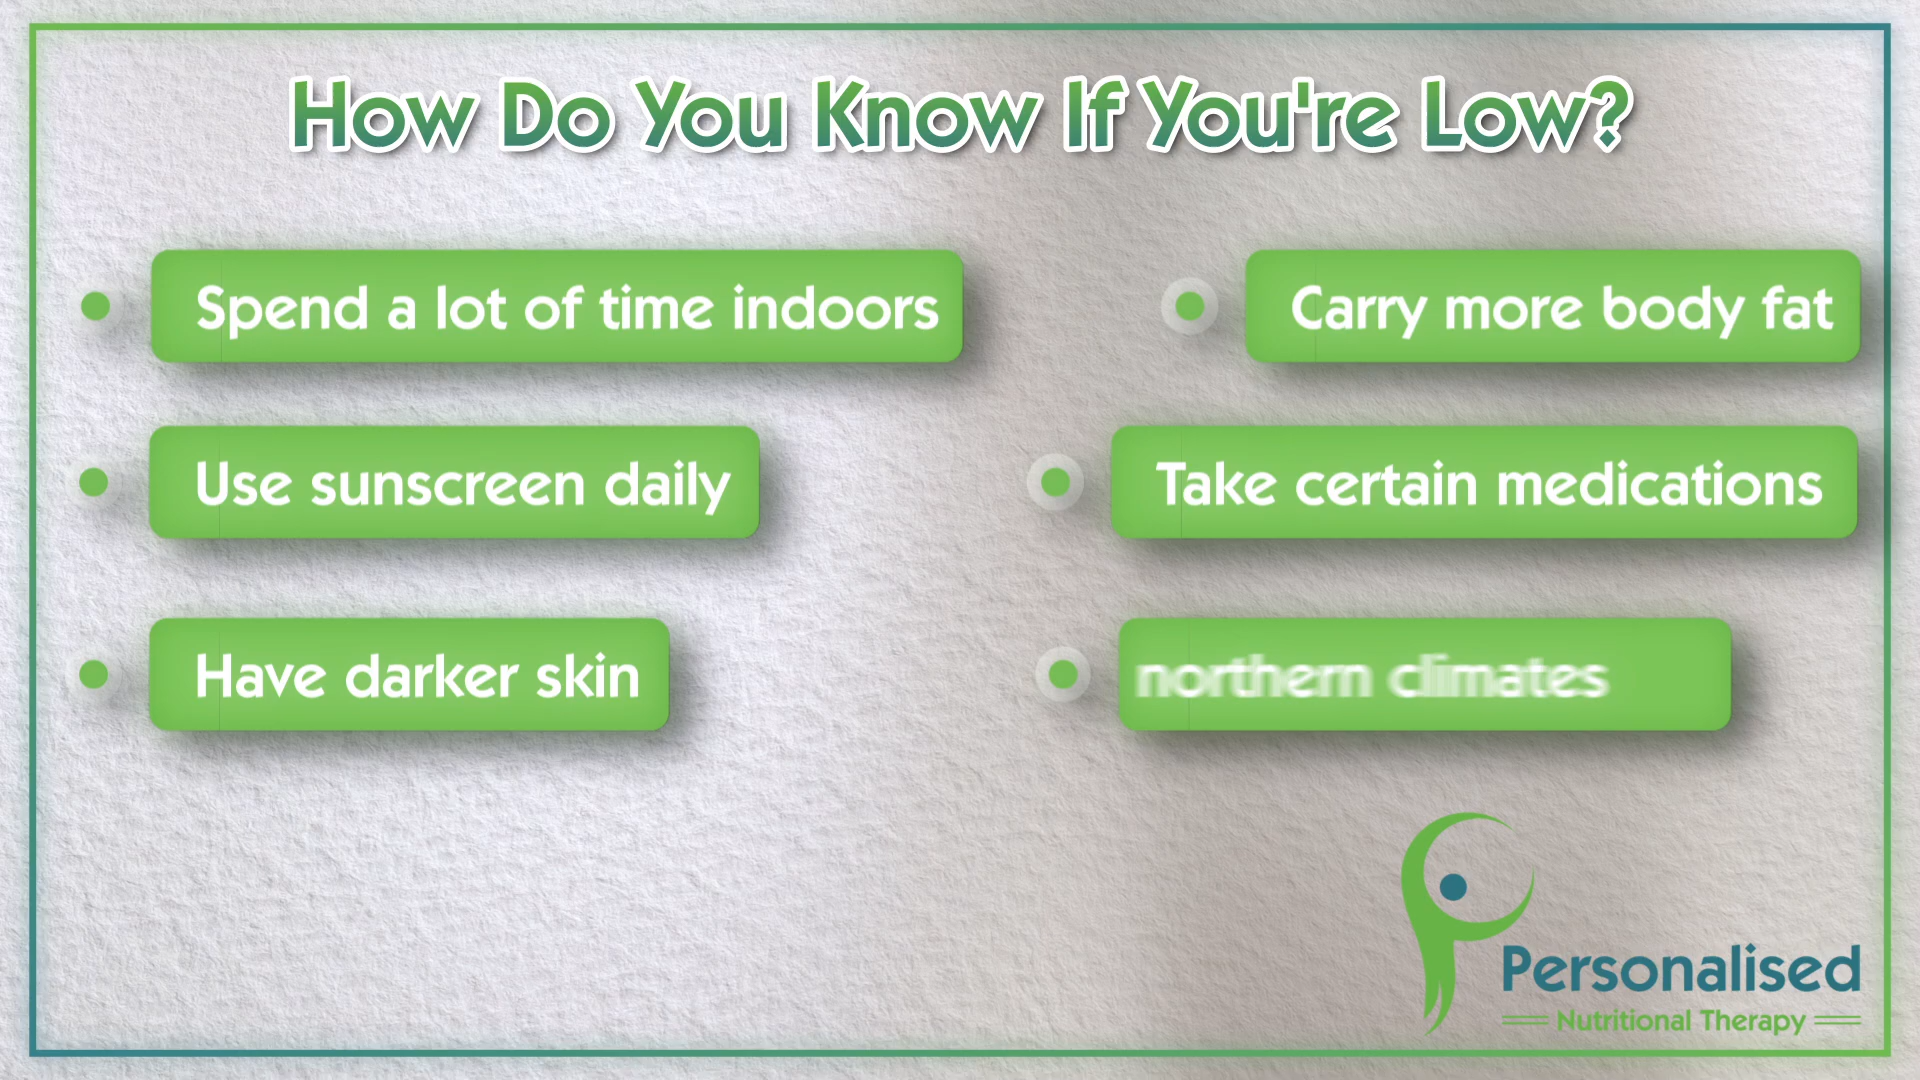 How Do You Know If You're Low?
Spend a lot of time indoors
Use sunscreen daily
Have darker skin
Carry more body fat
Take certain medications
northern climates
Personalised
Nutritional Therapy